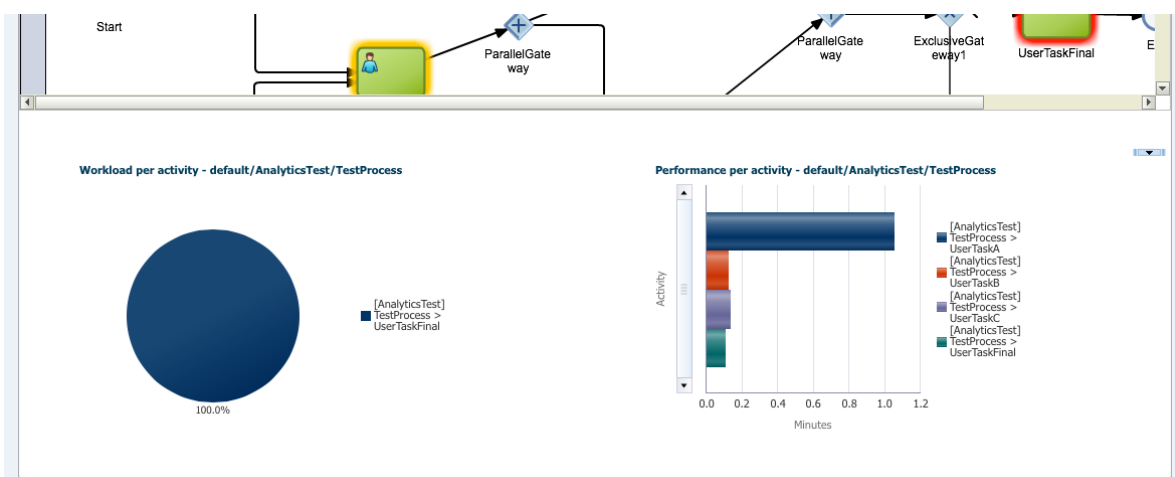 Start
ParallelGate
way
ParallelGate
way
ExclusiveGat
eway1
UserTaskFinal
E
Workload per activity - default/AnalyticsTest/TestProcess
[AnalyticsTest]
TestProcess >
UserTaskFinal
100.0%
Performance per activity - default/AnalyticsTest/TestProcess
Activity
[AnalyticsTest]
TestProcess >
UserTaskA
[AnalyticsTest]
TestProcess >
UserTaskB
[AnalyticsTest]
TestProcess >
UserTaskC
[AnalyticsTest]
TestProcess >
UserTaskFinal
0.0 0.2 0.4 0.6 0.8 1.0 1.2
Minutes